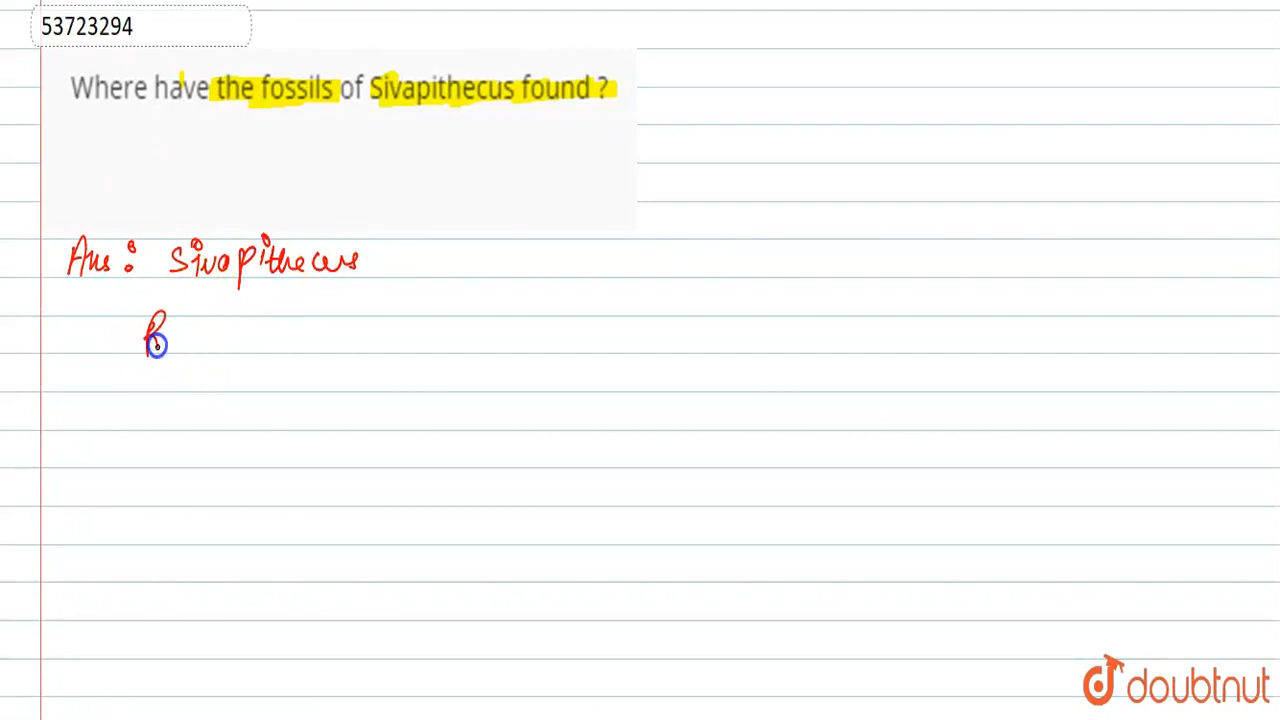 53723294
Where have the fossils of Sivapithecus found ?
Ans : Sivapithecus
R
doubtnut